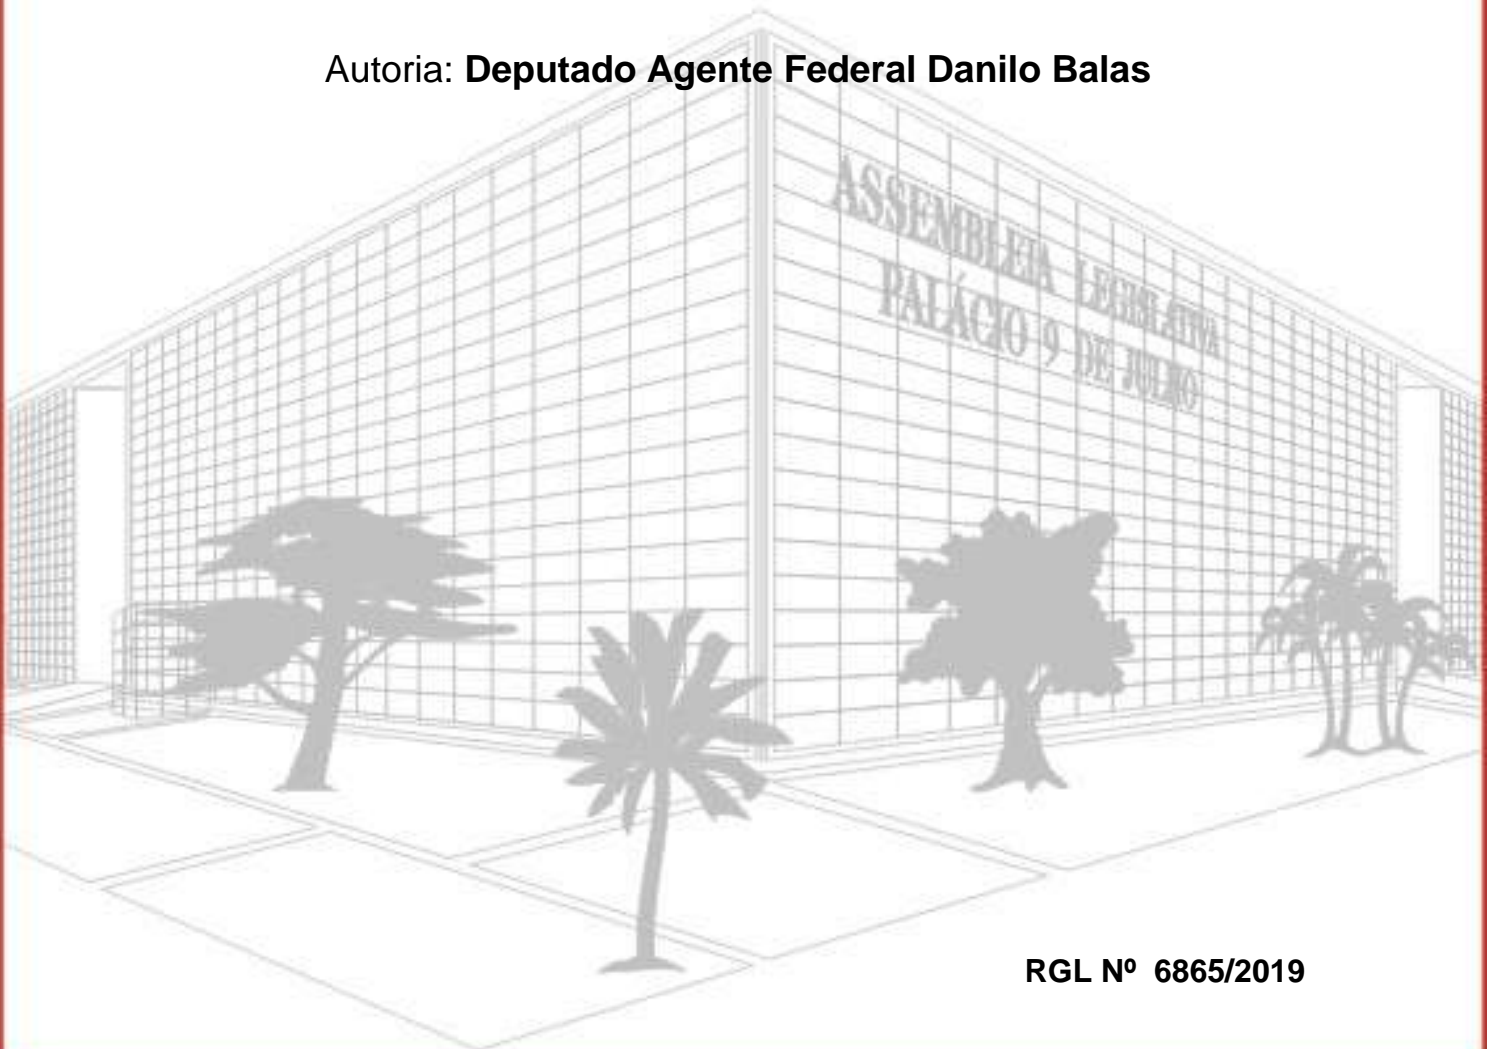 Autoria: Deputado Agente Federal Danilo Balas
ASSEMBLEIA LEGISLATIVA
PALÁCIO 9 DE JULHO
RGL Nº 6865/2019